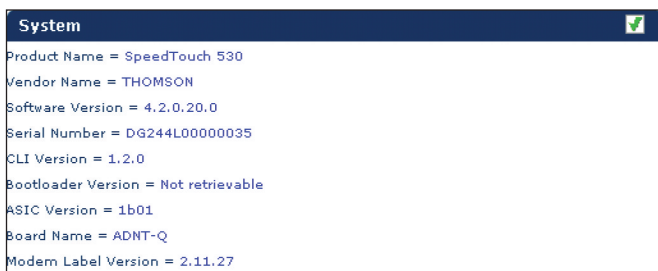 System
Product Name = SpeedTouch 530
Vendor Name = THOMSON
Software Version = 4.2.0.20.0
Serial Number = DG244L00000035
CLI Version = 1.2.0
Bootloader Version = Not retrievable
ASIC Version = 1b01
Board Name = ADNT-Q
Modem Label Version = 2.11.27